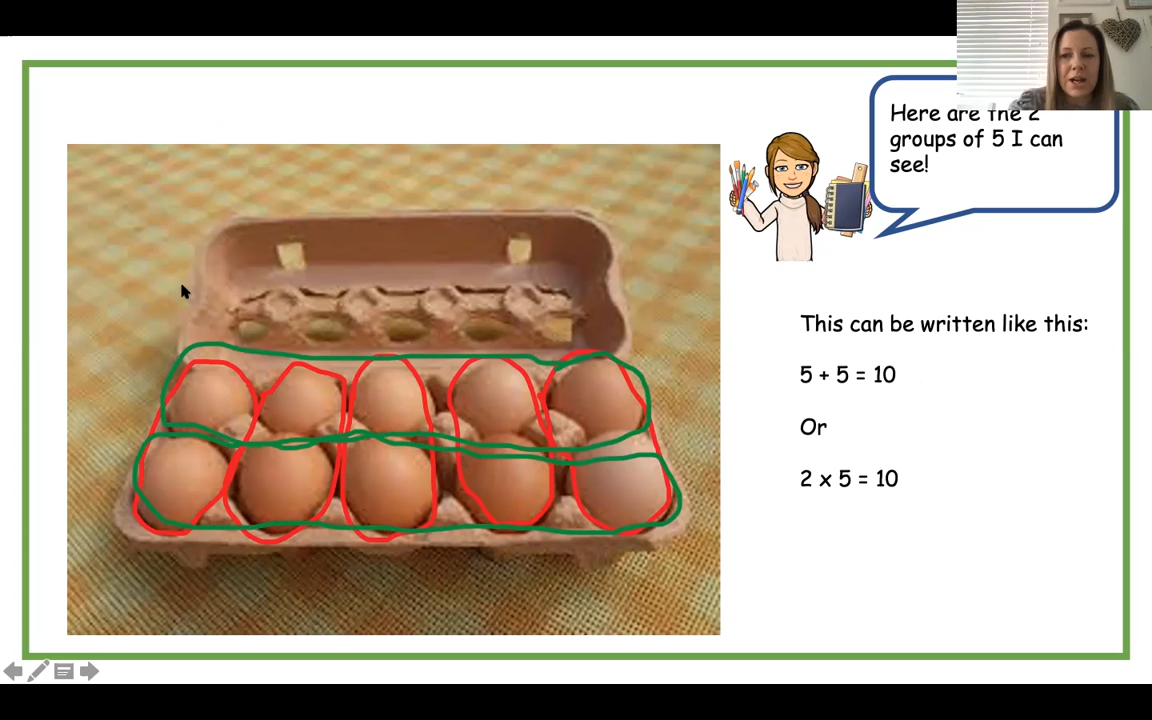 Here are the 2
groups of 5 I can
see!
This can be written like this:
5 + 5 = 10
Or
2 x 5 = 10